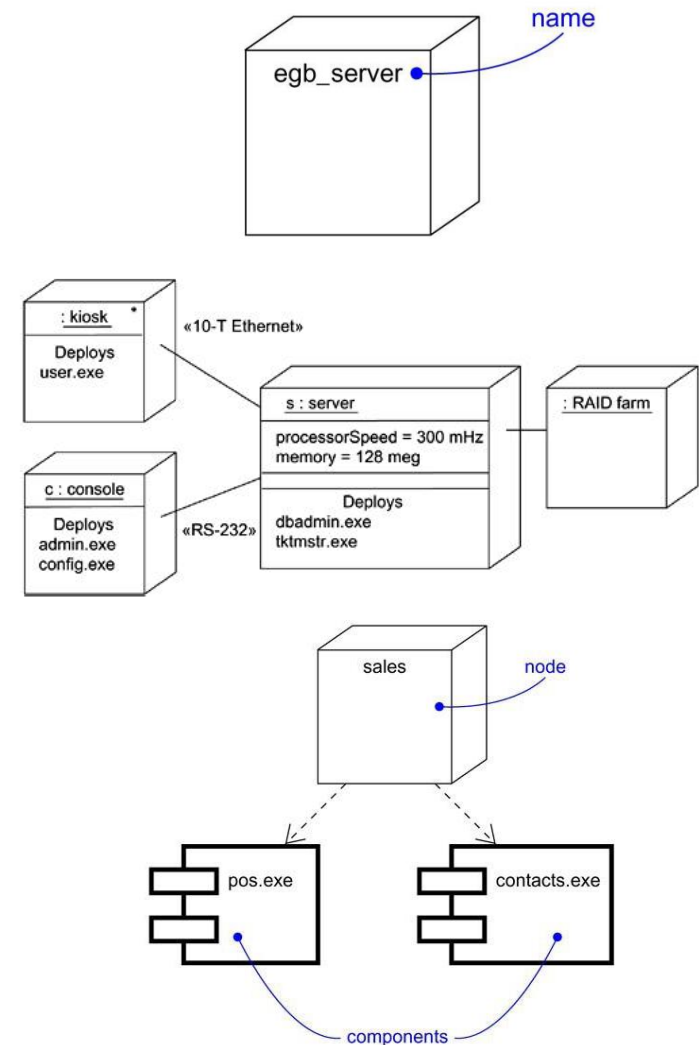 name
egb_server
: kiosk *
Deploys
user.exe
«10-T Ethernet»
s : server
processorSpeed = 300 mHz
memory = 128 meg
Deploys
dbadmin.exe
tktmstr.exe
: RAID farm
c : console
Deploys
admin.exe
config.exe
«RS-232»
sales
node
pos.exe
contacts.exe
components